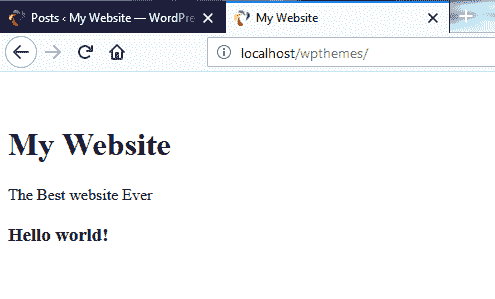 Posts ‹ My Website — WordPre
My Website
localhost/wpthemes/
My Website
The Best website Ever
Hello world!